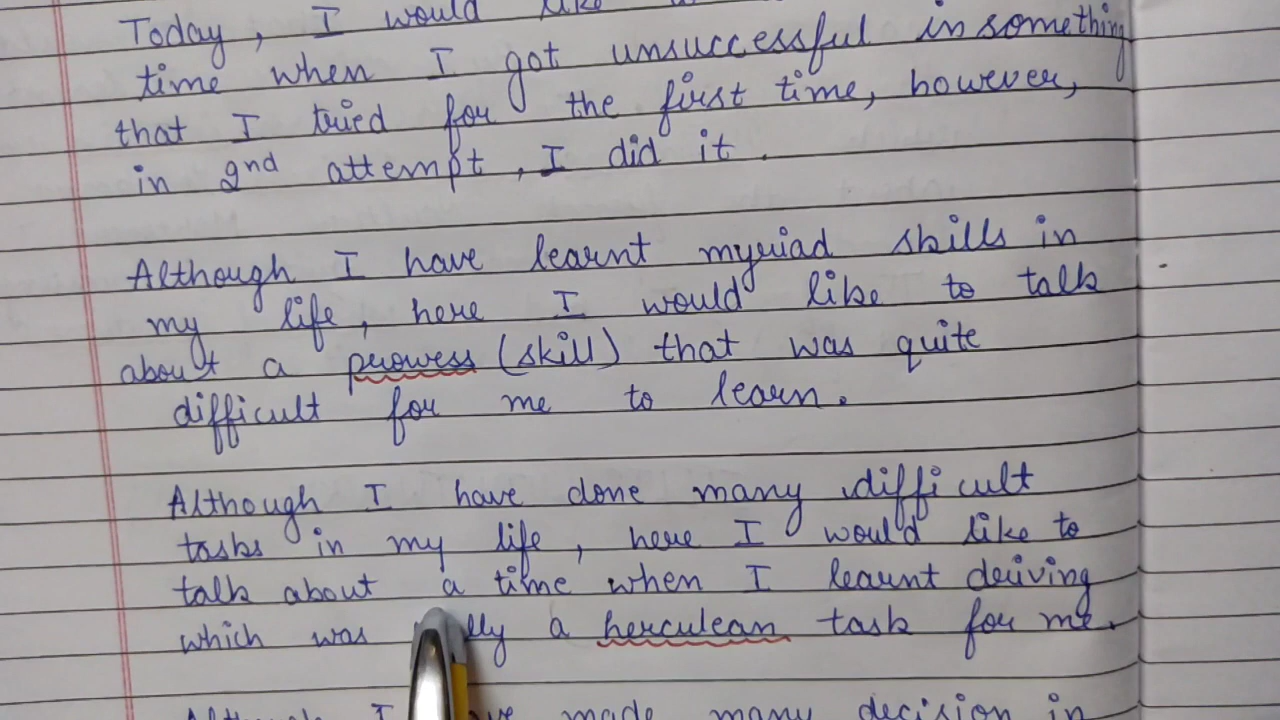 Today, I would like
time when I got unsuccessful in something
that I tried for the first time, however,
in 2nd attempt, I did it.
Although I have learnt myriad skills in
my life, here I would like to talk
about a prowess (skill) that was quite
difficult for me to learn.
Although I have done many difficult
tasks in my life, here I would like to
talk about a time when I learnt driving
which was a herculean task for me.
Although I have made many decision in